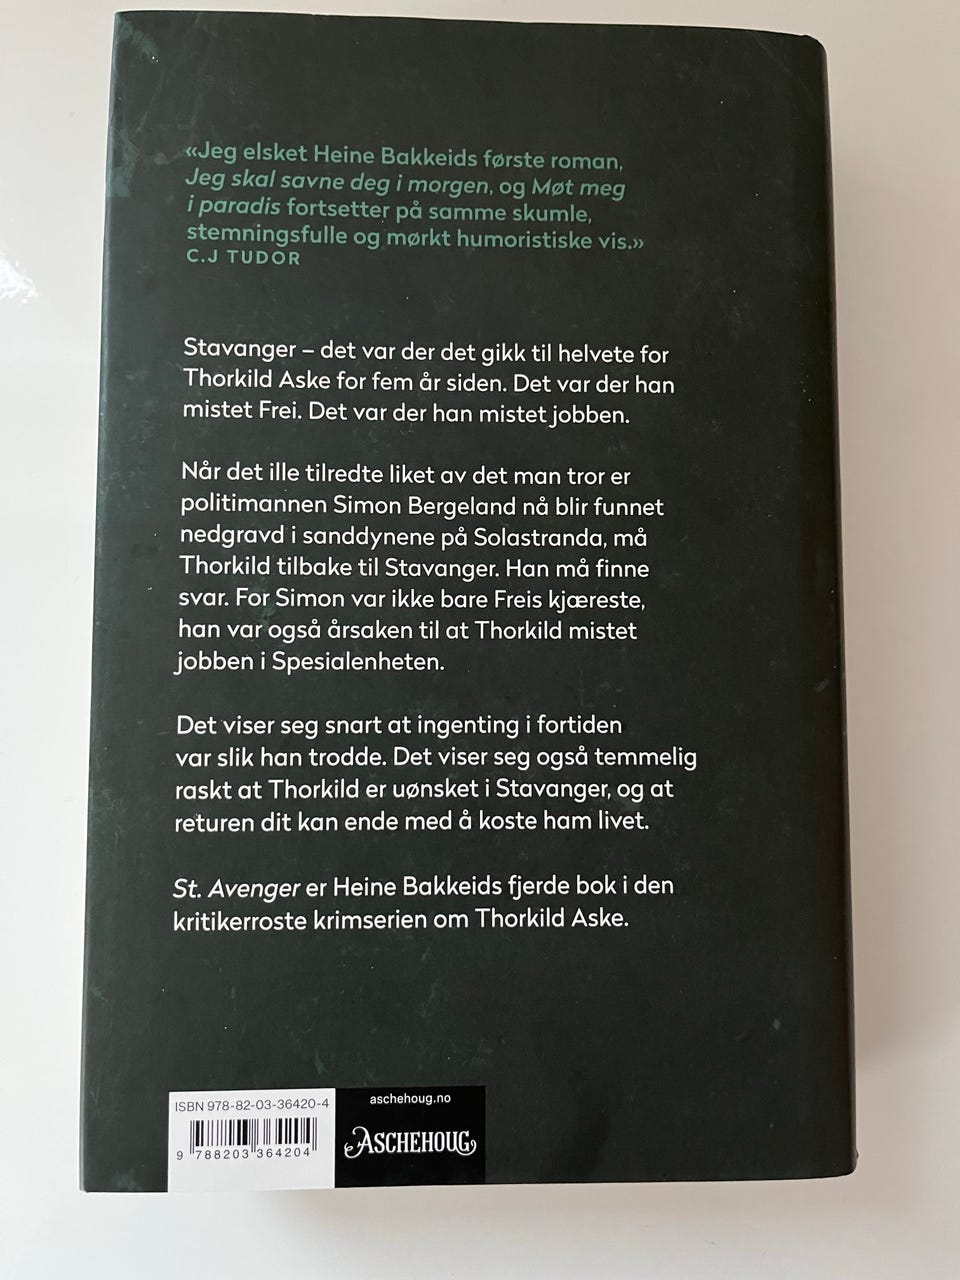 «Jeg elsket Heine Bakkeids første roman,
Jeg skal savne deg i morgen, og Møt meg
i paradis fortsetter på samme skumle,
stemningsfulle og mørkt humoristiske vis.»
C.J TUDOR
Stavanger – det var der det gikk til helvete for
Thorkild Aske for fem år siden. Det var der han
mistet Frei. Det var der han mistet jobben.
Når det ille tilredte liket av det man tror er
politimannen Simon Bergeland nå blir funnet
nedgravd i sanddynene på Solastranda, må
Thorkild tilbake til Stavanger. Han må finne
svar. For Simon var ikke bare Freis kjæreste,
han var også årsaken til at Thorkild mistet
jobben i Spesialenheten.
Det viser seg snart at ingenting i fortiden
var slik han trodde. Det viser seg også temmelig
raskt at Thorkild er uønsket i Stavanger, og at
returen dit kan ende med å koste ham livet.
St. Avenger er Heine Bakkeids fjerde bok i den
kritikerroste krimserien om Thorkild Aske.
ISBN 978-82-03-36420-4
9 788203 364204
aschehoug.no
ASCHEHOUG